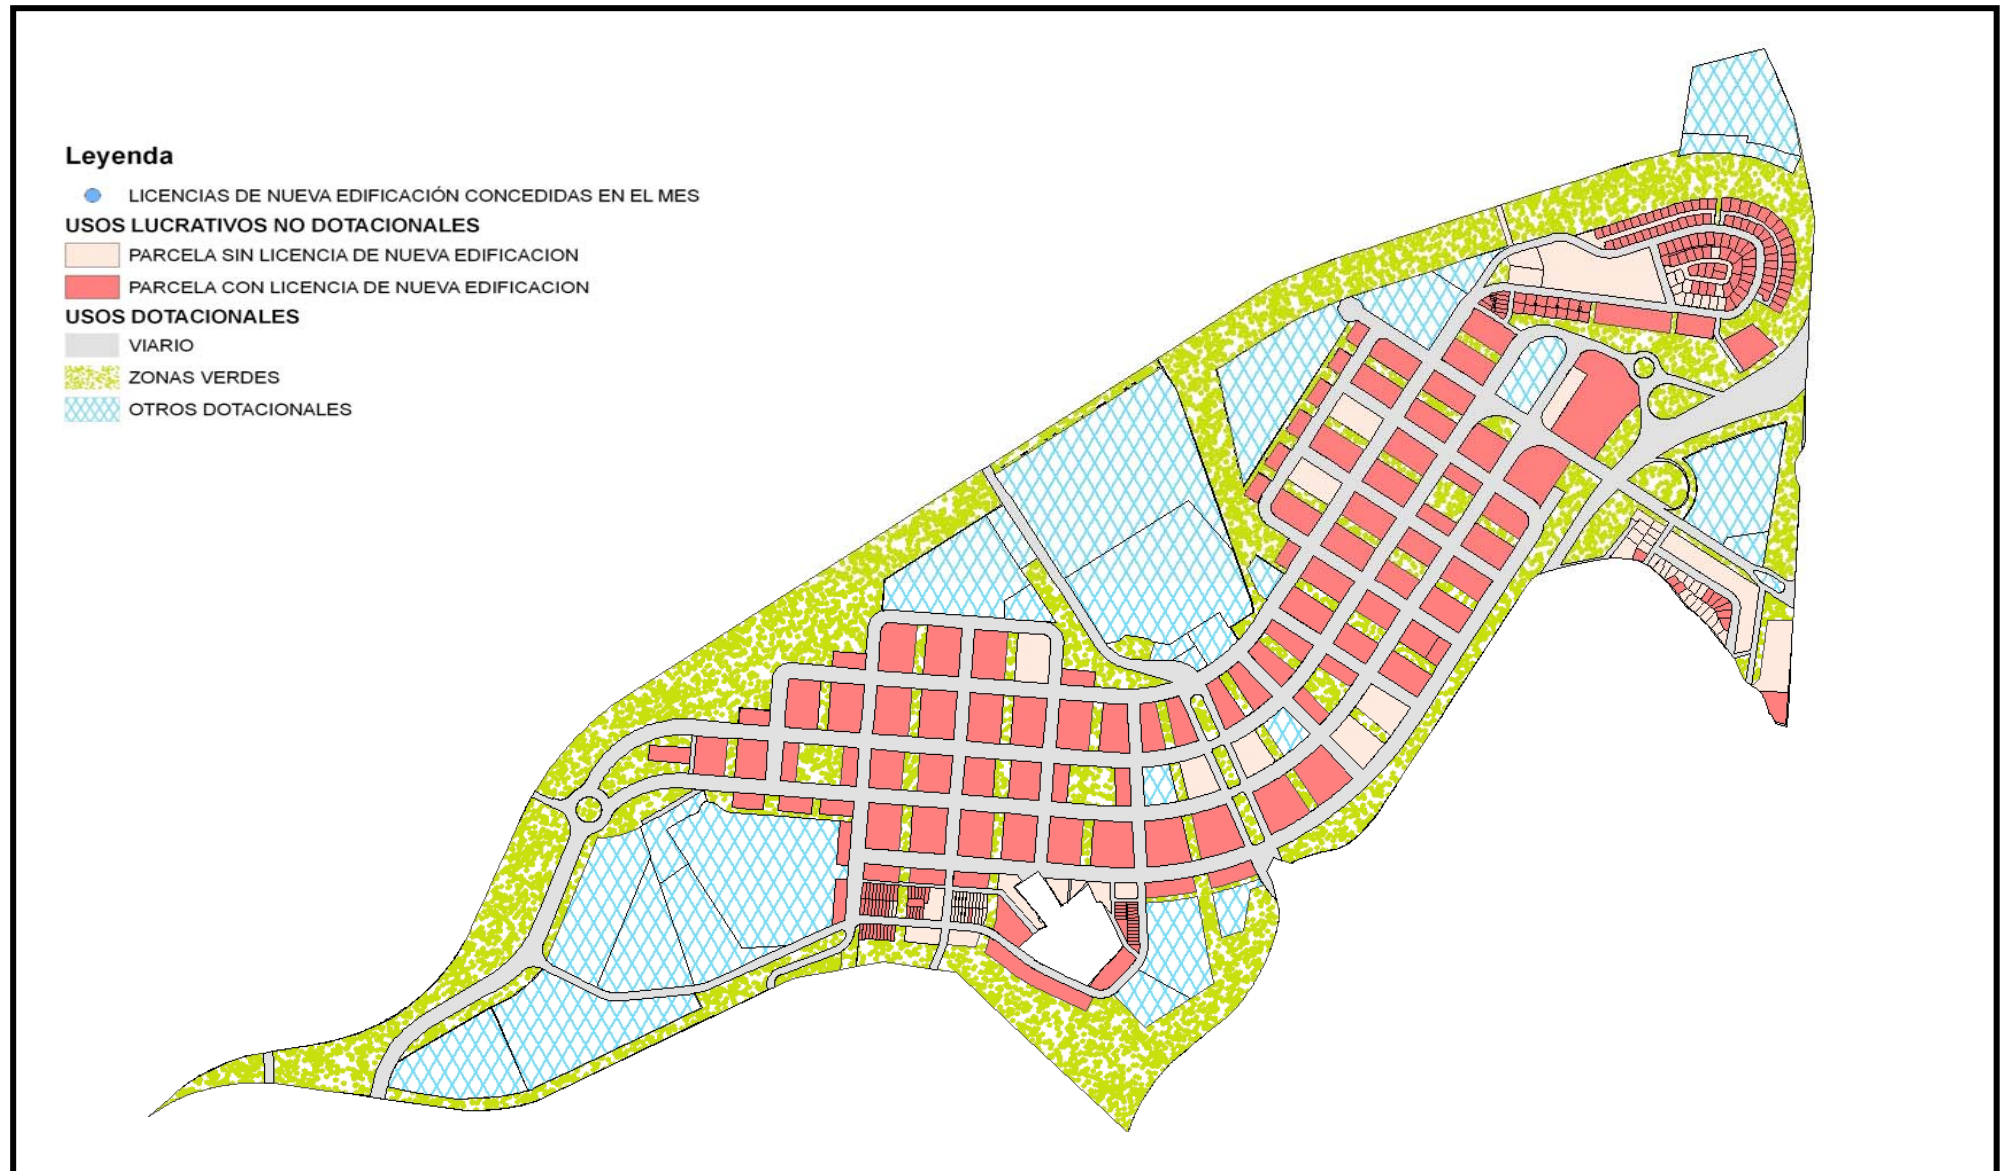 Leyenda
LICENCIAS DE NUEVA EDIFICACIÓN CONCEDIDAS EN EL MES
USOS LUCRATIVOS NO DOTACIONALES
PARCELA SIN LICENCIA DE NUEVA EDIFICACION
PARCELA CON LICENCIA DE NUEVA EDIFICACION
USOS DOTACIONALES
VIARIO
ZONAS VERDES
OTROS DOTACIONALES